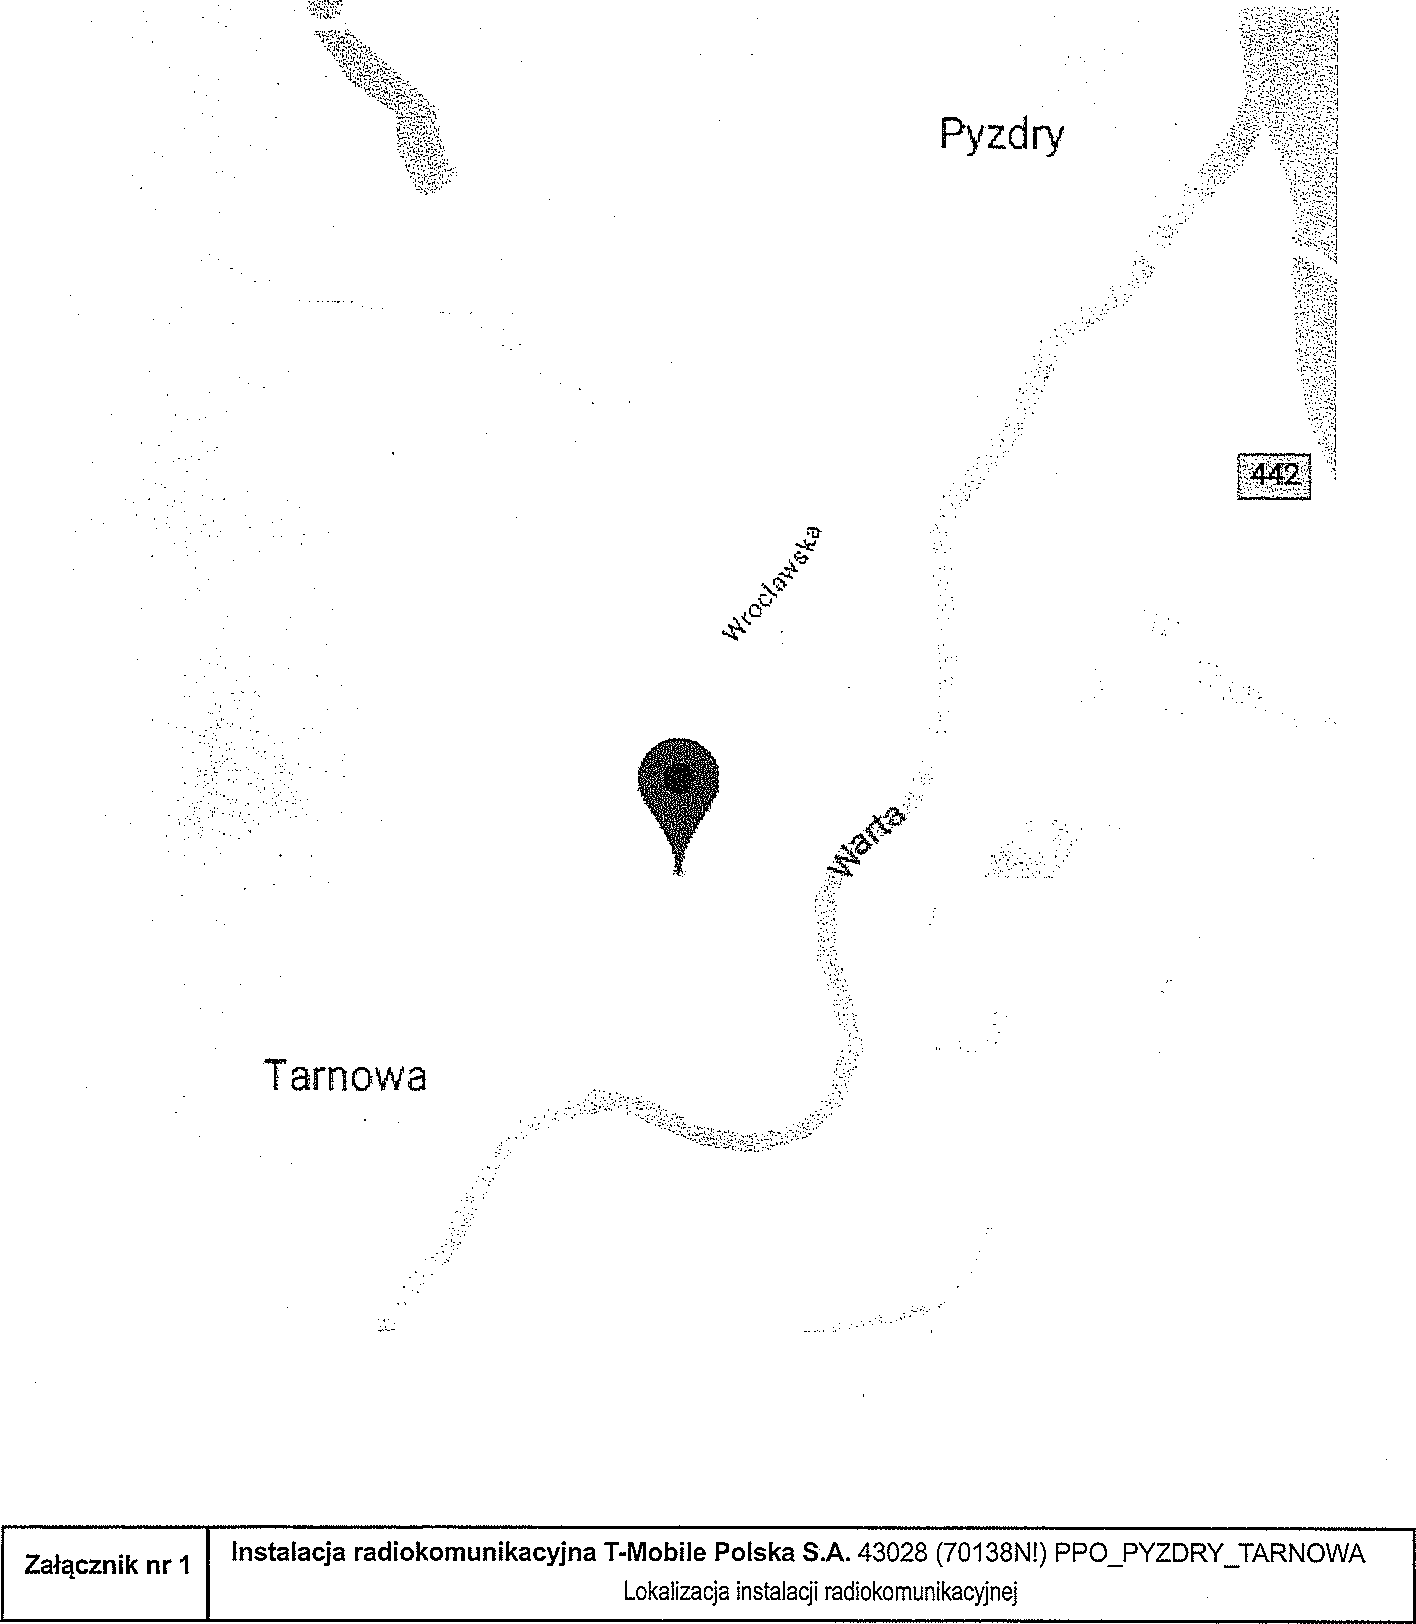 Pyzdry
442
Wrocławska
Warta
Tarnowa
Załącznik nr 1
Instalacja radiokomunikacyjna T-Mobile Polska S.A. 43028 (70138N!) PPO_PYZDRY_TARNOWA
Lokalizacja instalacji radiokomunikacyjnej